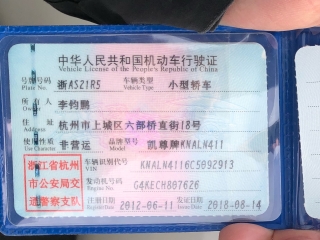 中华人民共和国机动车行驶证
Vehicle License of the People's Republic of China
号牌号码 浙AS21R5 车辆类型 小型轿车
Plate No. Vehicle Type
所有人 李钧鹏
Owner
住址 杭州市上城区六部桥直街18号
Address
使用性质 非营运 品牌型号 凯尊牌KNALN411
Use Character Model
浙江省杭州
市公安局交
通警察支队
车辆识别代号 KNALN4116C5092913
VIN
发动机号码 G4KECH807626
Engine No.
注册日期 2012-06-11 发证日期 2018-08-14